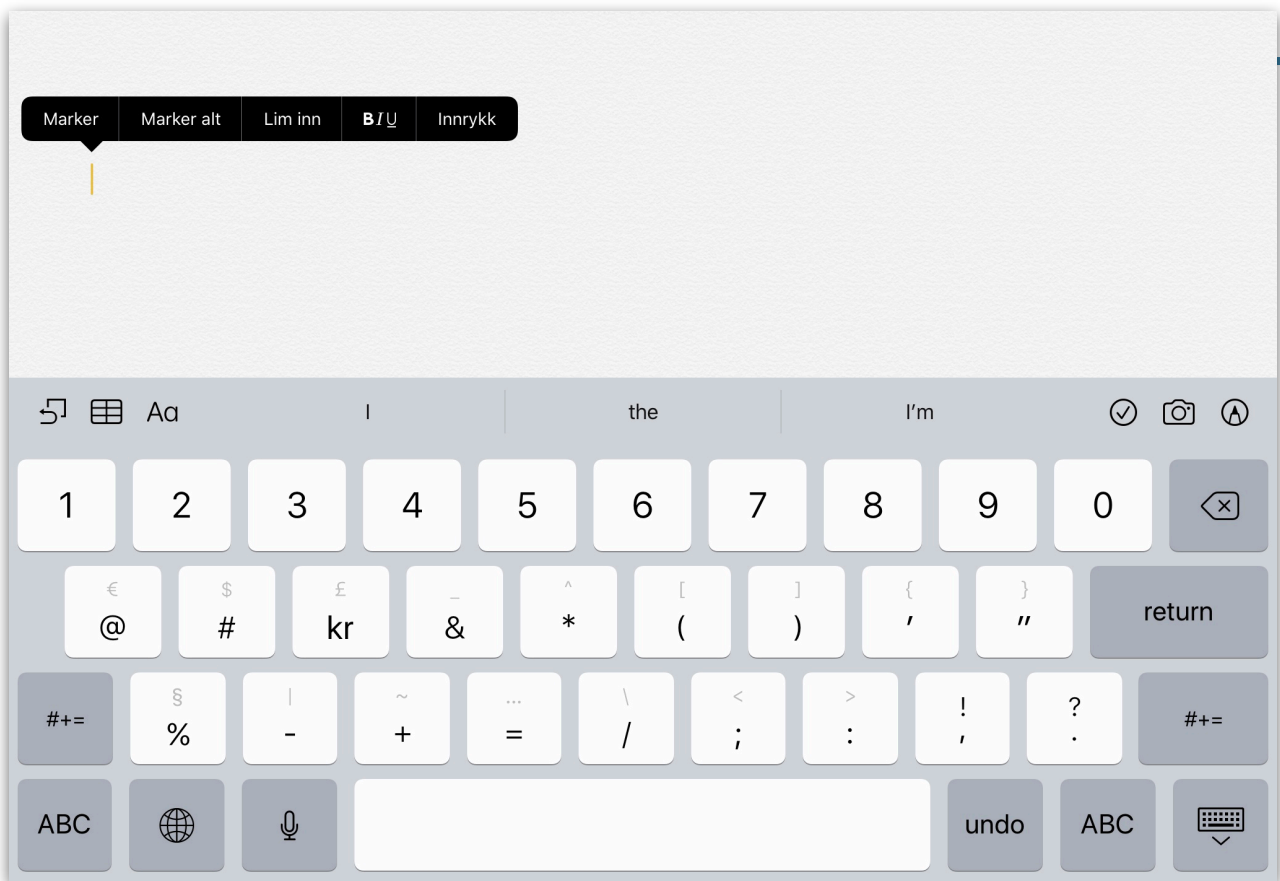 Marker Marker alt Lim inn BIU Innrykk
Aa I the I’m
1 2 3 4 5 6 7 8 9 0
€ $ £ _ ^ [ ] { }
@ # kr & * ( ) ' " return
§ | ~ … \ < > ! ?
#+= % - + = / ; : , . #+=
ABC undo ABC